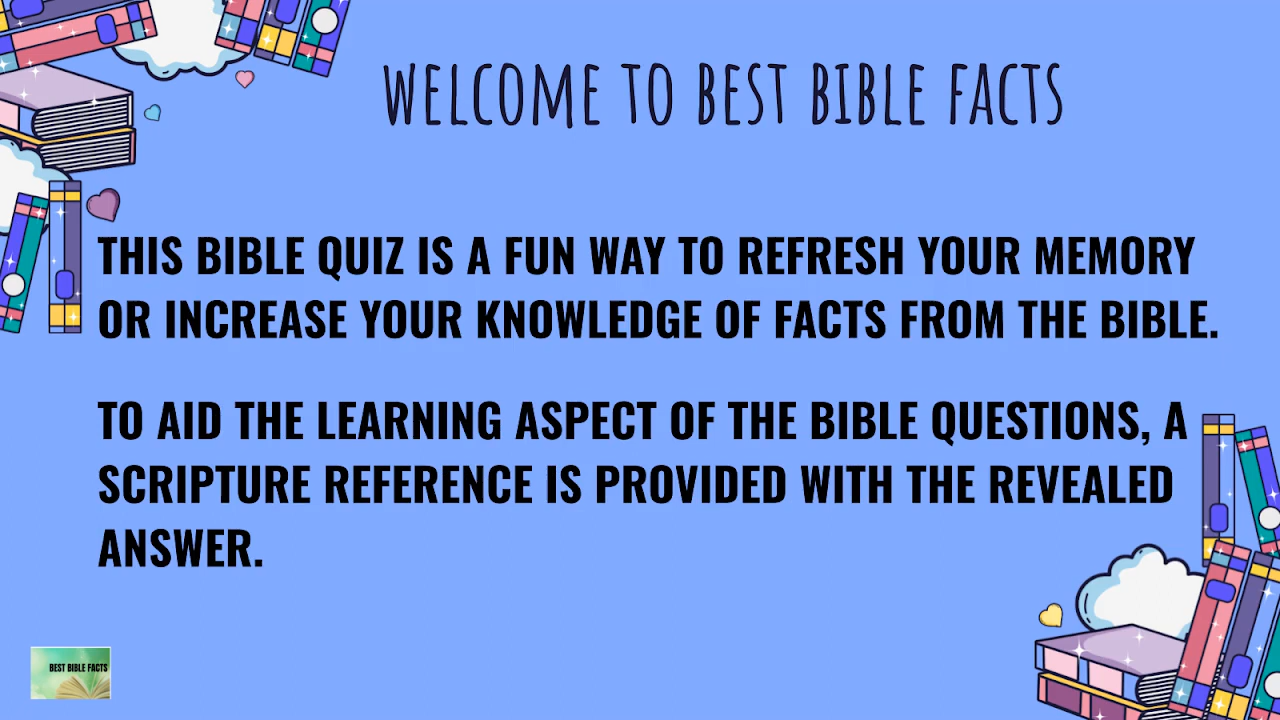 WELCOME TO BEST BIBLE FACTS
THIS BIBLE QUIZ IS A FUN WAY TO REFRESH YOUR MEMORY
OR INCREASE YOUR KNOWLEDGE OF FACTS FROM THE BIBLE.
TO AID THE LEARNING ASPECT OF THE BIBLE QUESTIONS, A
SCRIPTURE REFERENCE IS PROVIDED WITH THE REVEALED
ANSWER.
BEST BIBLE FACTS